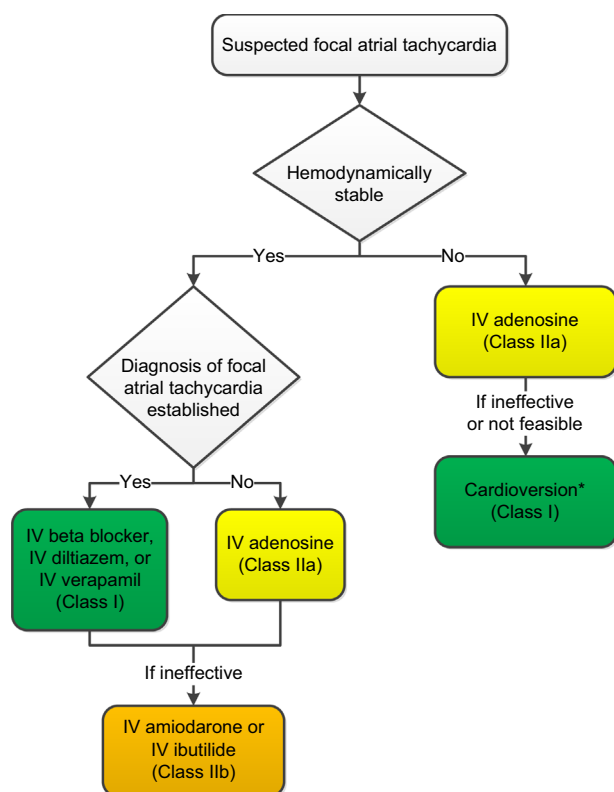 Suspected focal atrial tachycardia
Hemodynamically
stable
Yes
No
IV adenosine
(Class IIa)
Diagnosis of focal
atrial tachycardia
established
If ineffective
or not feasible
Yes
No
Cardioversion*
(Class I)
IV beta blocker,
IV diltiazem, or
IV verapamil
(Class I)
IV adenosine
(Class IIa)
If ineffective
IV amiodarone or
IV ibutilide
(Class IIb)